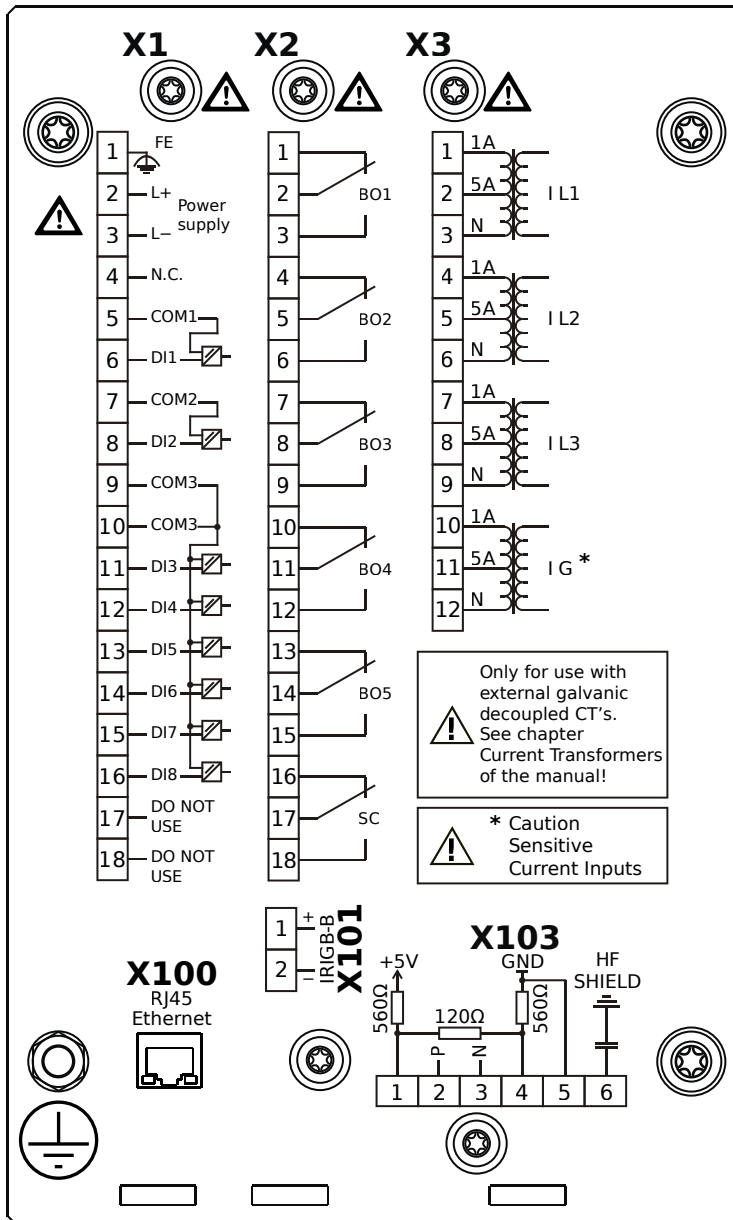 X1
X2
X3
1 FE
2 L+
Power
supply
3 L−
4 N.C.
5 COM1
6 DI1
7 COM2
8 DI2
9 COM3
10 COM3
11 DI3
12 DI4
13 DI5
14 DI6
15 DI7
16 DI8
17 DO NOT
USE
18 DO NOT
USE
1
2 BO1
3
4
5 BO2
6
7
8 BO3
9
10
11 BO4
12
13
14 BO5
15
16
17 SC
18
1 1A
2 5A I L1
3 N
4 1A
5 5A I L2
6 N
7 1A
8 5A I L3
9 N
10 1A
11 5A I G *
12 N
! Only for use with
external galvanic
decoupled CT's.
See chapter
Current Transformers
of the manual!
! * Caution
Sensitive
Current Inputs
1 +
2 −
IRIGB-B
X101
X100
RJ45
Ethernet
X103
+5V GND HF
SHIELD
560Ω 120Ω 560Ω
P N
1 2 3 4 5 6